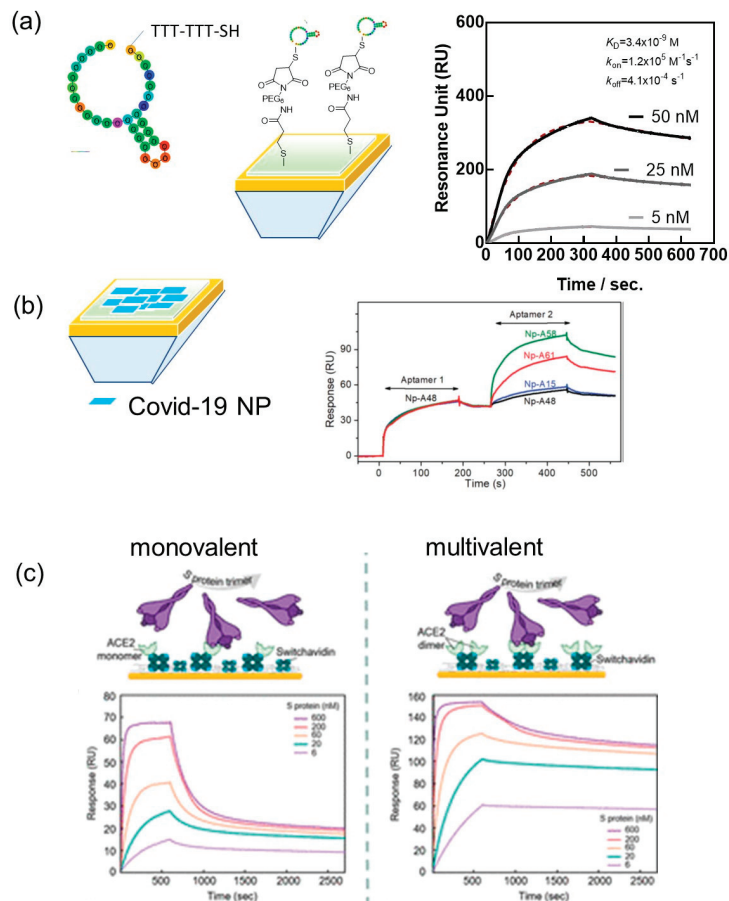 (a)
TTT-TTT-SH
S
O
N
O
PEG₆
NH
O
S
S
O
N
O
PEG₆
NH
O
S
Resonance Unit (RU)
600
400
200
0
K_D=3.4x10⁻⁹ M
k_on=1.2x10⁵ M⁻¹s⁻¹
k_off=4.1x10⁻⁴ s⁻¹
50 nM
25 nM
5 nM
0 100 200 300 400 500 600 700
Time / sec.
(b)
Covid-19 NP
Response (RU)
90
60
30
0
Aptamer 1
Np-A48
Aptamer 2
Np-A58
Np-A61
Np-A15
Np-A48
0 100 200 300 400 500
Time (s)
(c)
monovalent
S protein trimer
ACE2
monomer
Switchavidin
Response (RU)
80
70
60
50
40
30
20
10
0
S protein (nM)
600
200
60
20
6
500 1000 1500 2000 2500
Time (sec)
multivalent
S protein trimer
ACE2
dimer
Switchavidin
Response (RU)
160
140
120
100
80
60
40
20
0
S protein (nM)
600
200
60
20
6
500 1000 1500 2000 2500
Time (sec)